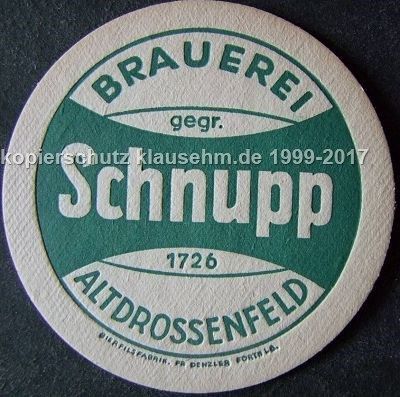 BRAUEREI
gegr.
kopierschutz klausehm.de 1999-2017
Schnupp
1726
ALTDROSSENFELD
BIERFILZFABRIK. FR DENZLER FORTH L.B.